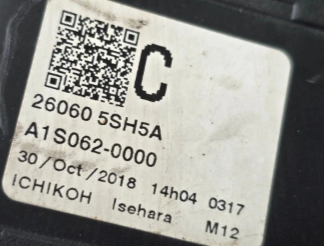 C
26060 5SH5A
A1S062-0000
30/Oct/2018 14h04 0317
ICHIKOH Isehara M12